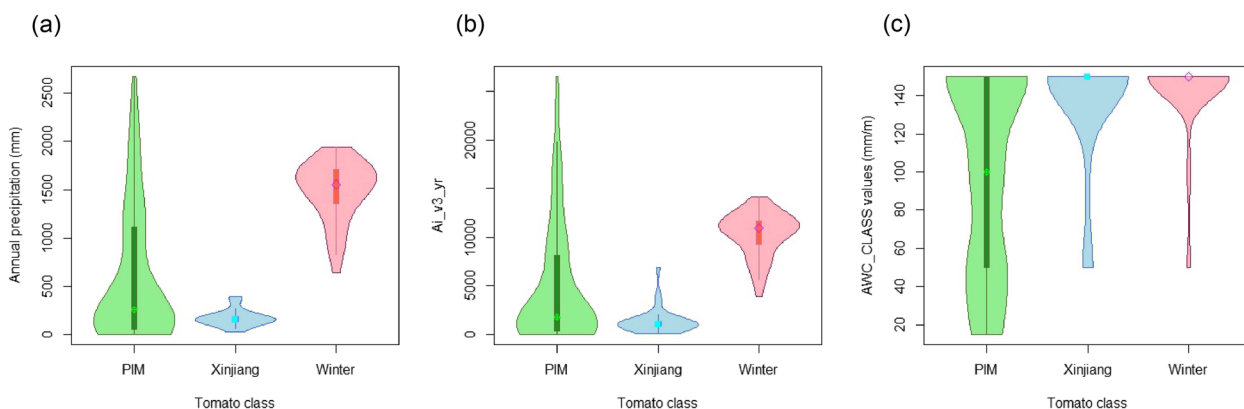 (a)
Annual precipitation (mm)
2500
2000
1500
1000
500
0
PIM
Xinjiang
Winter
Tomato class
(b)
Ai_v3_yr
20000
10000
5000
0
PIM
Xinjiang
Winter
Tomato class
(c)
AWC_CLASS values (mm/m)
140
120
100
80
60
40
20
PIM
Xinjiang
Winter
Tomato class